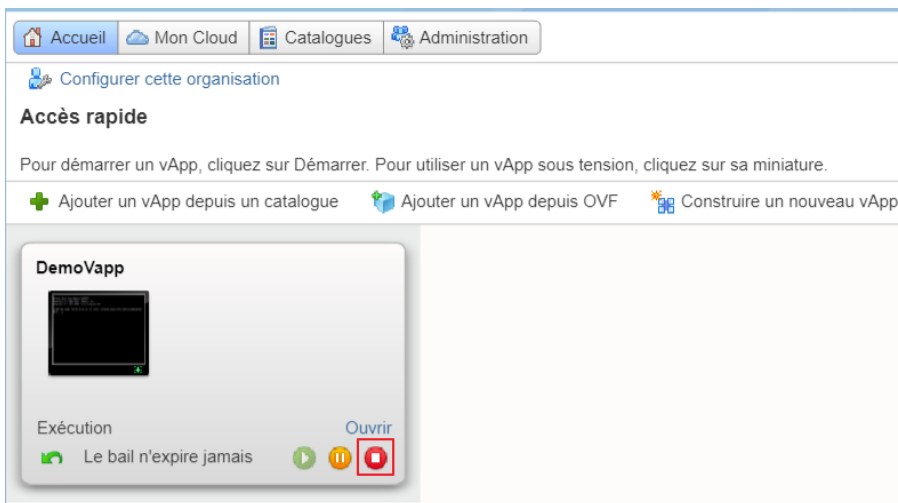 Accueil Mon Cloud Catalogues Administration
Configurer cette organisation
Accès rapide
Pour démarrer un vApp, cliquez sur Démarrer. Pour utiliser un vApp sous tension, cliquez sur sa miniature.
Ajouter un vApp depuis un catalogue Ajouter un vApp depuis OVF Construire un nouveau vApp
DemoVapp
Exécution Ouvrir
Le bail n'expire jamais